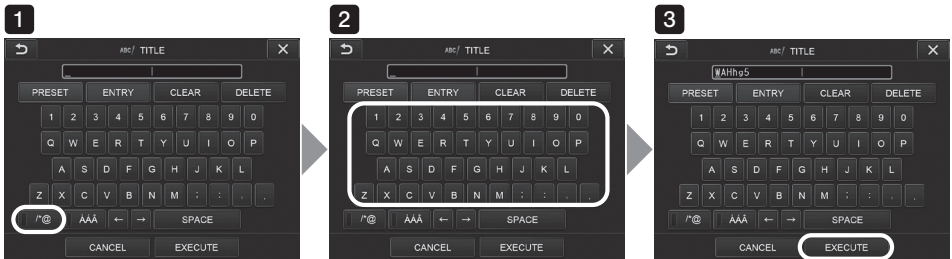 1
ABC/ TITLE
_
PRESET ENTRY CLEAR DELETE
1 2 3 4 5 6 7 8 9 0
Q W E R T Y U I O P
A S D F G H J K L
Z X C V B N M ; : . ,
/*@ ÀÁÂ ← → SPACE
CANCEL EXECUTE
2
ABC/ TITLE
_
PRESET ENTRY CLEAR DELETE
1 2 3 4 5 6 7 8 9 0
Q W E R T Y U I O P
A S D F G H J K L
Z X C V B N M ; : . ,
/*@ ÀÁÂ ← → SPACE
CANCEL EXECUTE
3
ABC/ TITLE
WAHhg5
PRESET ENTRY CLEAR DELETE
1 2 3 4 5 6 7 8 9 0
Q W E R T Y U I O P
A S D F G H J K L
Z X C V B N M ; : . ,
/*@ ÀÁÂ ← → SPACE
CANCEL EXECUTE